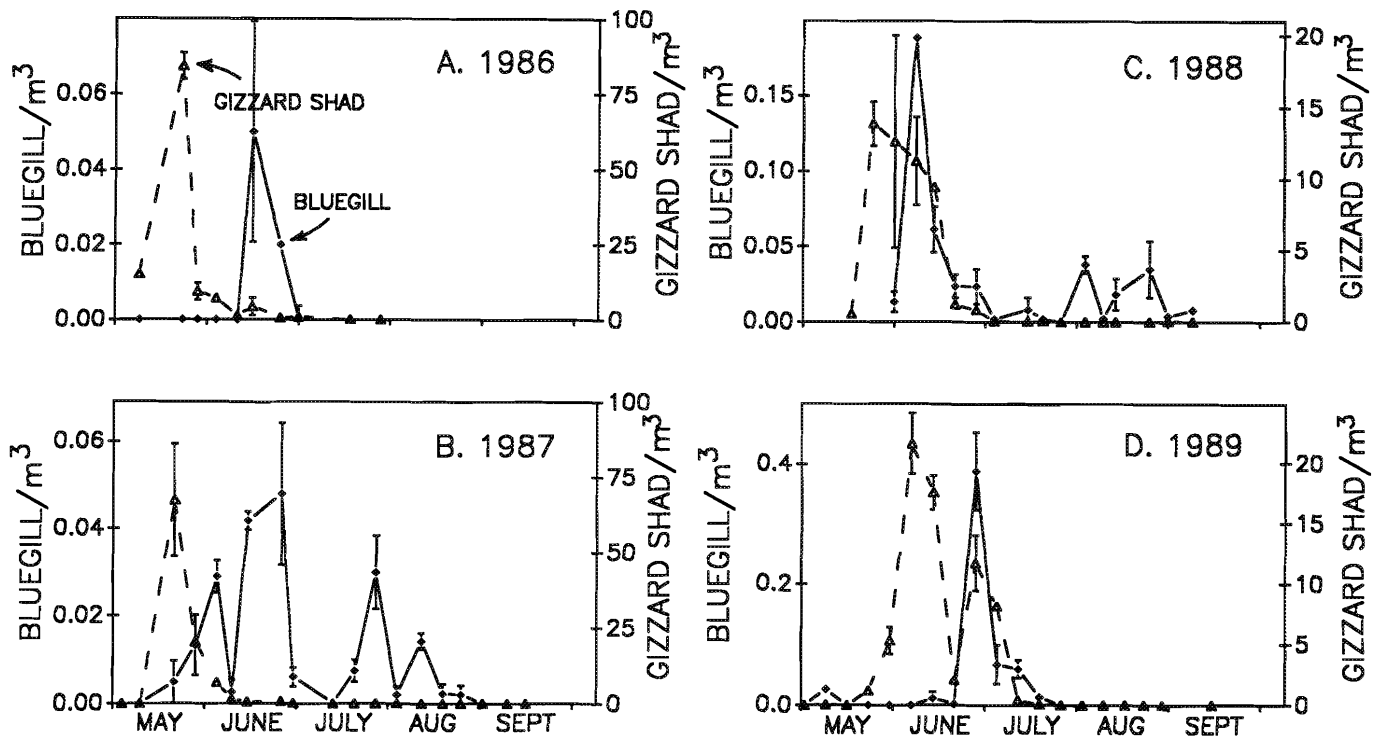 A. 1986
BLUEGILL/m³
0.06
0.04
0.02
0.00
GIZZARD SHAD
BLUEGILL
100
75
50
25
0
GIZZARD SHAD/m³
C. 1988
BLUEGILL/m³
0.15
0.10
0.05
0.00
20
15
10
5
0
GIZZARD SHAD/m³
B. 1987
BLUEGILL/m³
0.06
0.04
0.02
0.00
100
75
50
25
0
GIZZARD SHAD/m³
MAY JUNE JULY AUG SEPT
D. 1989
BLUEGILL/m³
0.4
0.2
0.0
20
15
10
5
0
GIZZARD SHAD/m³
MAY JUNE JULY AUG SEPT